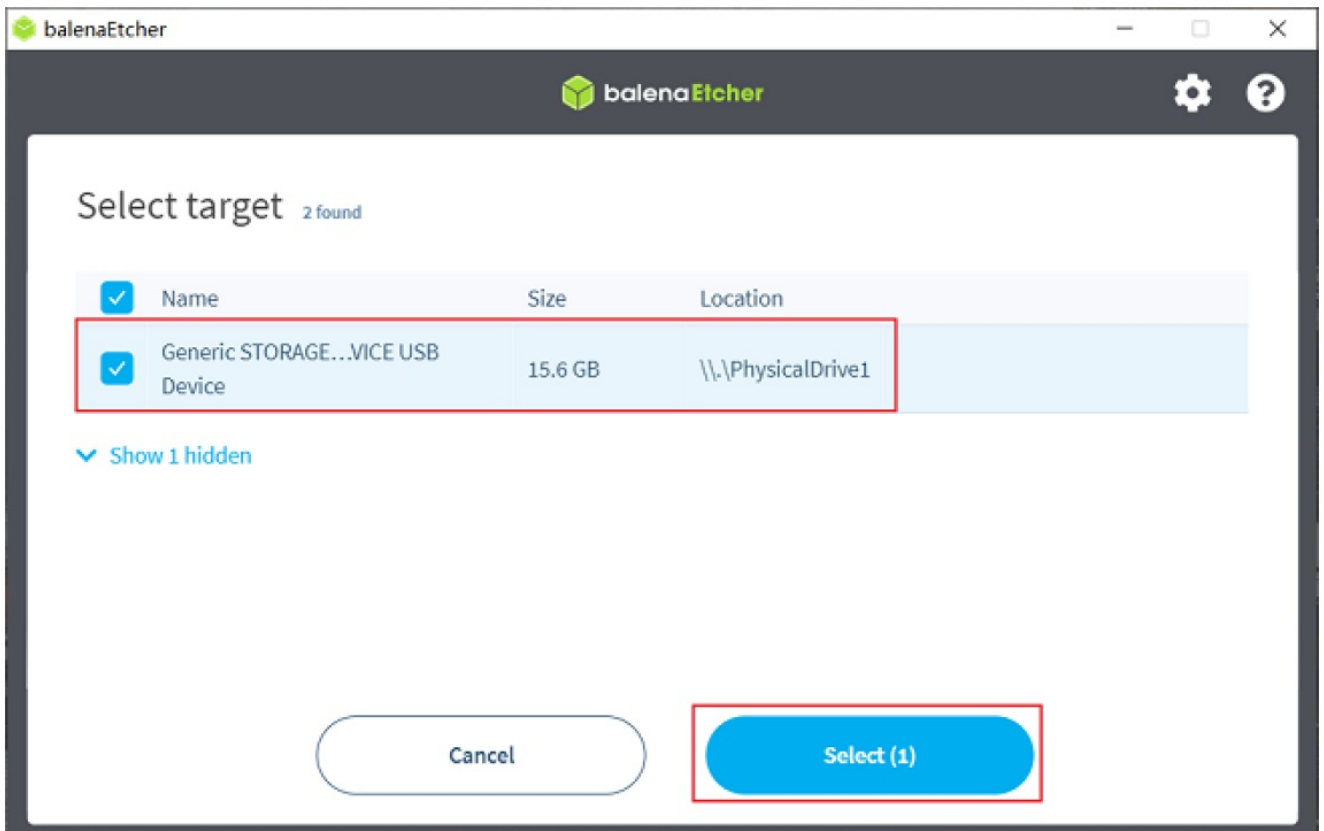 balenaEtcher
balenaEtcher
Select target 2 found
Name Size Location
Generic STORAGE...VICE USB
Device
15.6 GB
\\.\PhysicalDrive1
Show 1 hidden
Cancel
Select (1)